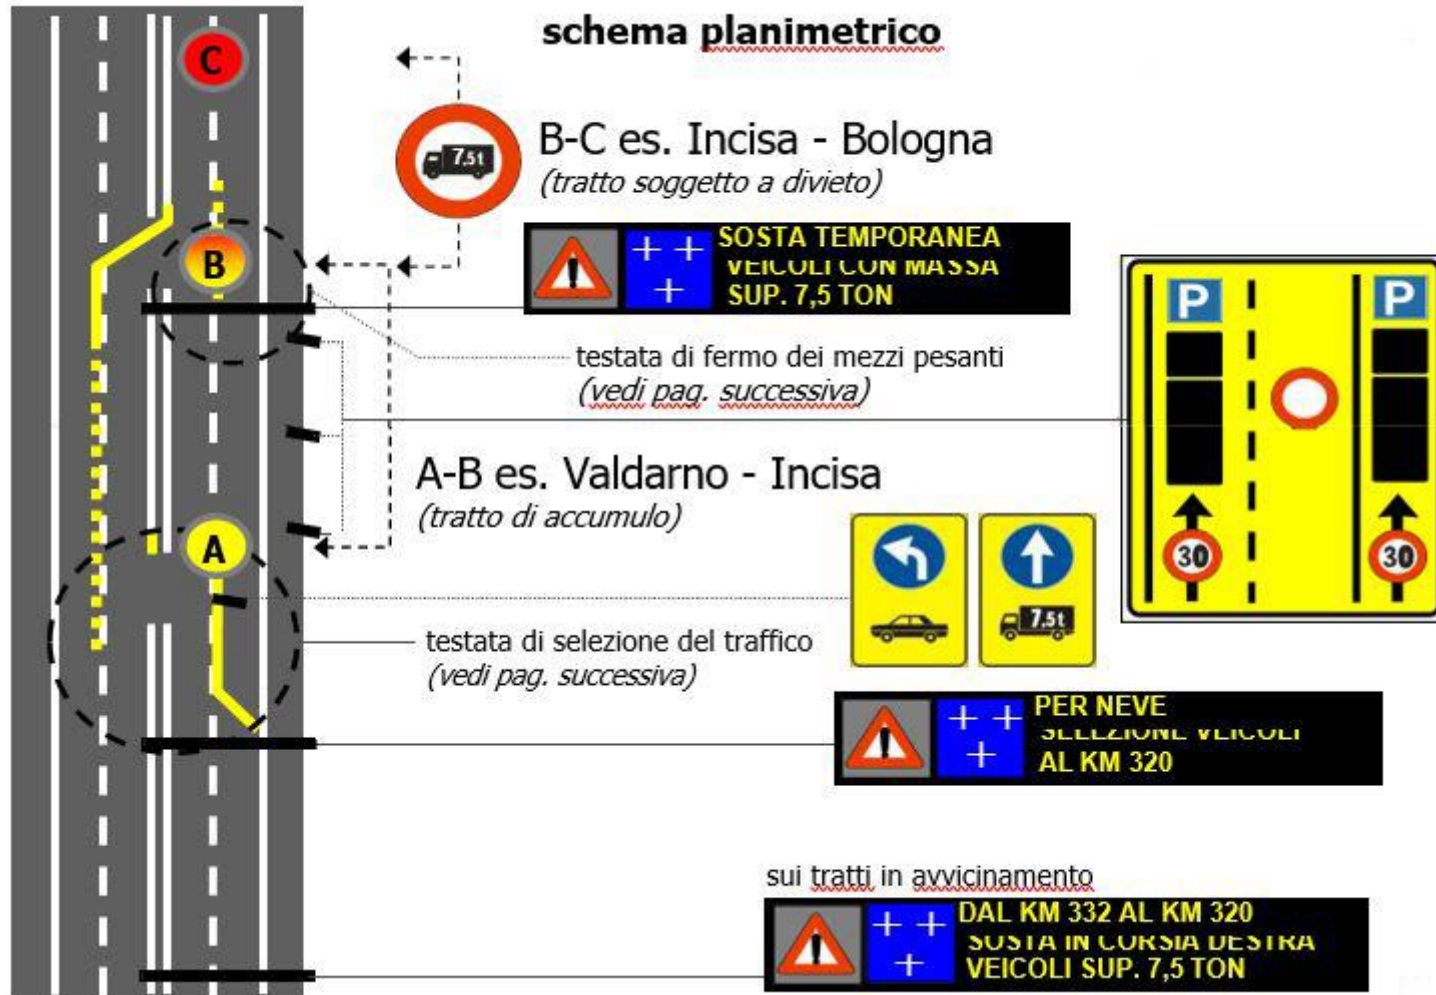 schema planimetrico
C
7,5t
B-C es. Incisa - Bologna
(tratto soggetto a divieto)
B
SOSTA TEMPORANEA
VEICOLI CON MASSA
SUP. 7,5 TON
P
P
testata di fermo dei mezzi pesanti
(vedi pag. successiva)
A-B es. Valdarno - Incisa
(tratto di accumulo)
A
30
30
7,5t
testata di selezione del traffico
(vedi pag. successiva)
PER NEVE
SELEZIONE VEICOLI
AL KM 320
sui tratti in avvicinamento
DAL KM 332 AL KM 320
SOSTA IN CORSIA DESTRA
VEICOLI SUP. 7,5 TON